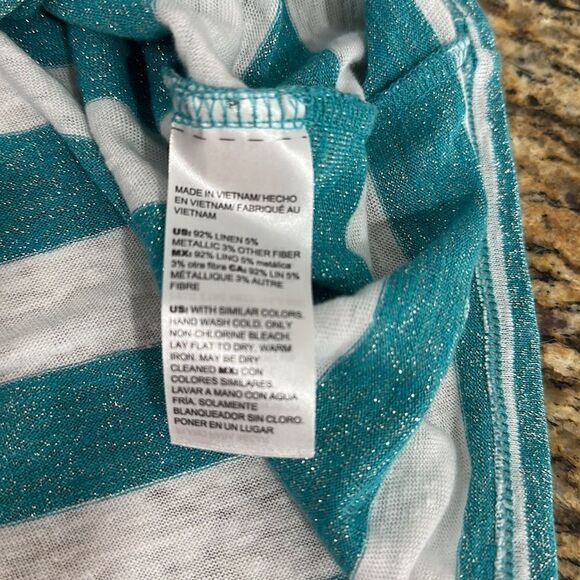 MADE IN VIETNAM/ HECHO
EN VIETNAM/ FABRIQUÉ AU
VIETNAM
US: 92% LINEN 5%
METALLIC 3% OTHER FIBER
MX: 92% LINO 5% metálica
3% otra fibra CA: 92% LIN 5%
MÉTALLIQUE 3% AUTRE
FIBRE
US: WITH SIMILAR COLORS,
HAND WASH COLD. ONLY
NON-CHLORINE BLEACH.
LAY FLAT TO DRY. WARM
IRON. MAY BE DRY
CLEANED MX: CON
COLORES SIMILARES.
LAVAR A MANO CON AGUA
FRÍA. SOLAMENTE
BLANQUEADOR SIN CLORO.
PONER EN UN LUGAR